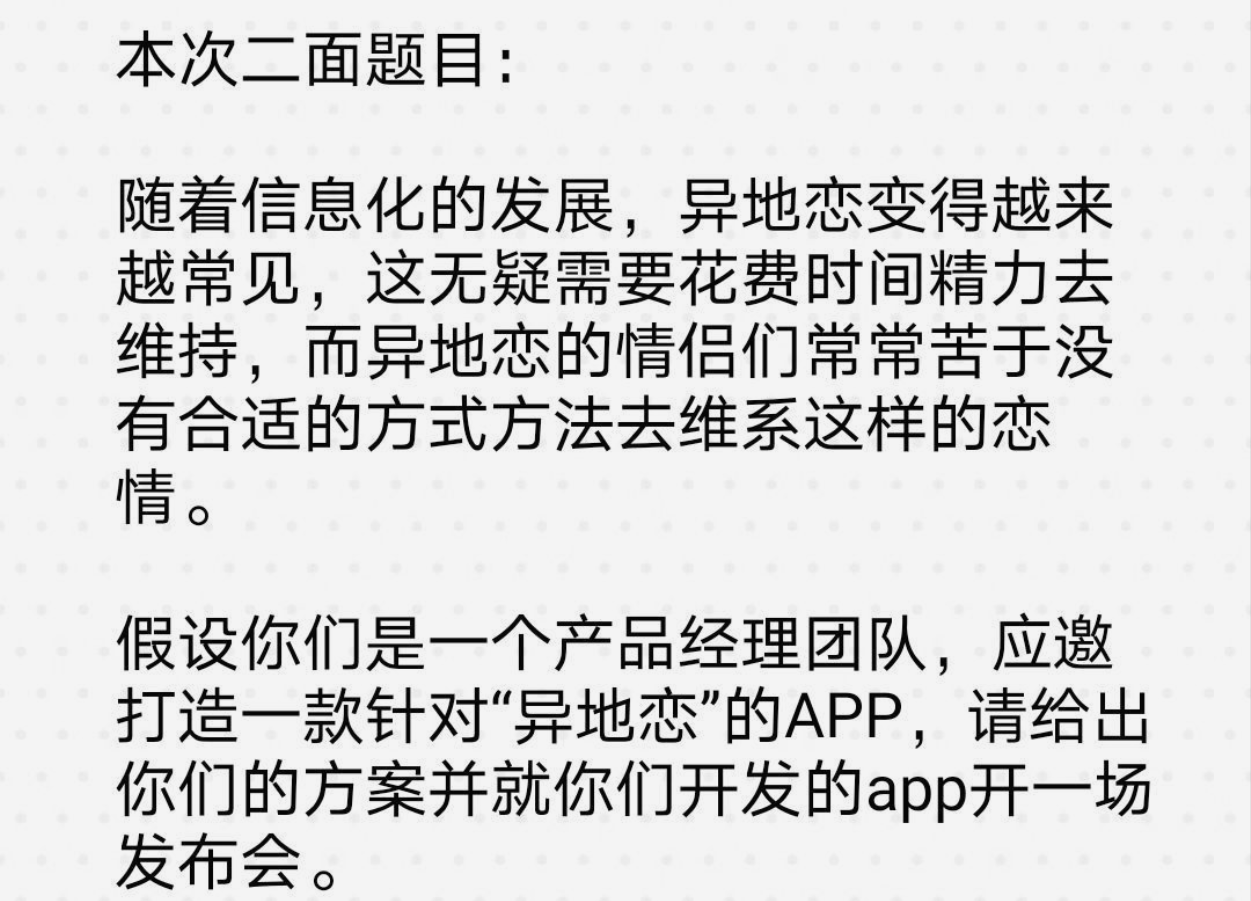 本次二面题目：
随着信息化的发展，异地恋变得越来
越常见，这无疑需要花费时间精力去
维持，而异地恋的情侣们常常苦于没
有合适的方式方法去维系这样的恋
情。
假设你们是一个产品经理团队，应邀
打造一款针对“异地恋”的APP，请给出
你们的方案并就你们开发的app开一场
发布会。